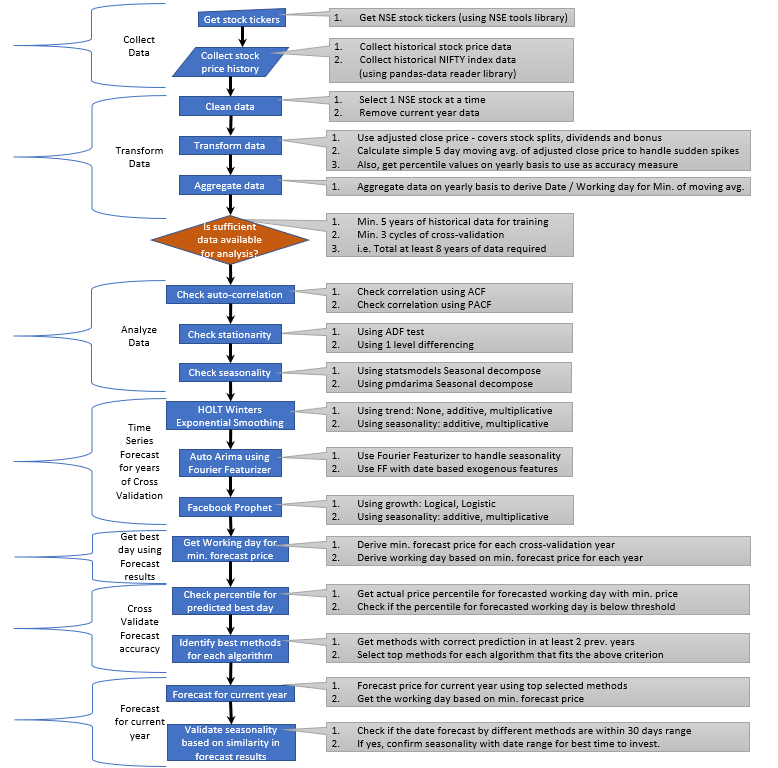 Collect
Data
Get stock tickers
1. Get NSE stock tickers (using NSE tools library)
Collect stock
price history
1. Collect historical stock price data
2. Collect historical NIFTY index data
(using pandas-data reader library)
Transform
Data
Clean data
1. Select 1 NSE stock at a time
2. Remove current year data
Transform data
1. Use adjusted close price - covers stock splits, dividends and bonus
2. Calculate simple 5 day moving avg. of adjusted close price to handle sudden spikes
3. Also, get percentile values on yearly basis to use as accuracy measure
Aggregate data
1. Aggregate data on yearly basis to derive Date / Working day for Min. of moving avg.
Is sufficient
data available
for analysis?
1. Min. 5 years of historical data for training
2. Min. 3 cycles of cross-validation
3. i.e. Total at least 8 years of data required
Analyze
Data
Check auto-correlation
1. Check correlation using ACF
2. Check correlation using PACF
Check stationarity
1. Using ADF test
2. Using 1 level differencing
Check seasonality
1. Using statsmodels Seasonal decompose
2. Using pmdarima Seasonal decompose
Time
Series
Forecast
for years
of Cross
Validation
HOLT Winters
Exponential Smoothing
1. Using trend: None, additive, multiplicative
2. Using seasonality: additive, multiplicative
Auto Arima using
Fourier Featurizer
1. Use Fourier Featurizer to handle seasonality
2. Use FF with date based exogenous features
Facebook Prophet
1. Using growth: Logical, Logistic
2. Using seasonality: additive, multiplicative
Get best
day using
Forecast
results
Get Working day for
min. forecast price
1. Derive min. forecast price for each cross-validation year
2. Derive working day based on min. forecast price for each year
Cross
Validate
Forecast
accuracy
Check percentile for
predicted best day
1. Get actual price percentile for forecasted working day with min. price
2. Check if the percentile for forecasted working day is below threshold
Identify best methods
for each algorithm
1. Get methods with correct prediction in at least 2 prev. years
2. Select top methods for each algorithm that fits the above criterion
Forecast
for current
year
Forecast for current year
1. Forecast price for current year using top selected methods
2. Get the working day based on min. forecast price
Validate seasonality
based on similarity in
forecast results
1. Check if the date forecast by different methods are within 30 days range
2. If yes, confirm seasonality with date range for best time to invest.